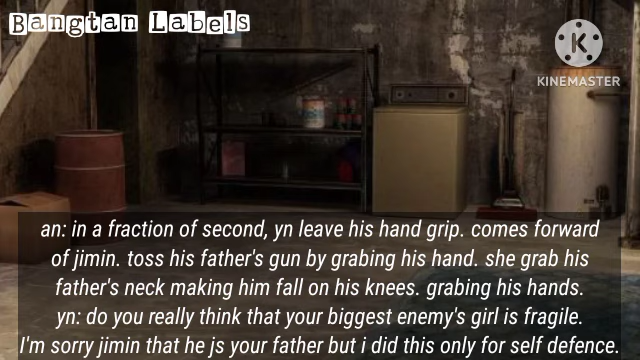 Bangtan Labels
KINEMASTER
an: in a fraction of second, yn leave his hand grip. comes forward
of jimin. toss his father's gun by grabing his hand. she grab his
father's neck making him fall on his knees. grabing his hands.
yn: do you really think that your biggest enemy's girl is fragile.
I'm sorry jimin that he js your father but i did this only for self defence.